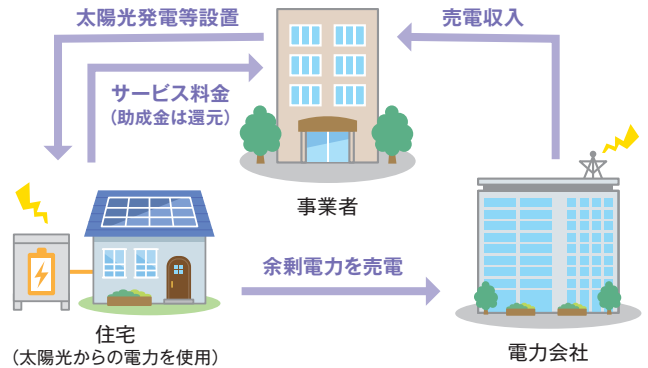 太陽光発電等設置
売電収入
サービス料金
（助成金は還元）
事業者
余剰電力を売電
住宅
（太陽光からの電力を使用）
電力会社